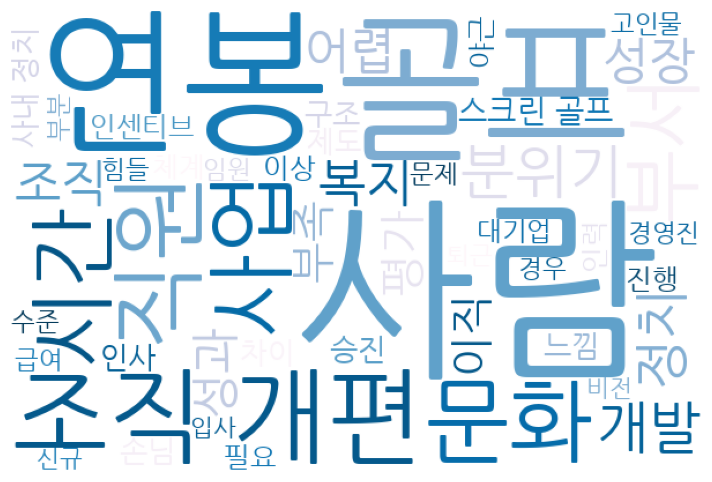 사내 정치
부분
인센티브
연봉
어렵
골프
야근
고인물
성장
구조
제도
스크린 골프
조직
힘들
체계
임원
이상
복지
문제
분위기
부서
시간
직원
사업
부족
평가
사람
대기업
퇴근
경우
인력
경영진
진행
수준
급여
인사
성과
차이
승진
이직
느낌
정치
비전
조직 개편
문화
개발
입사
신규
손님
필요